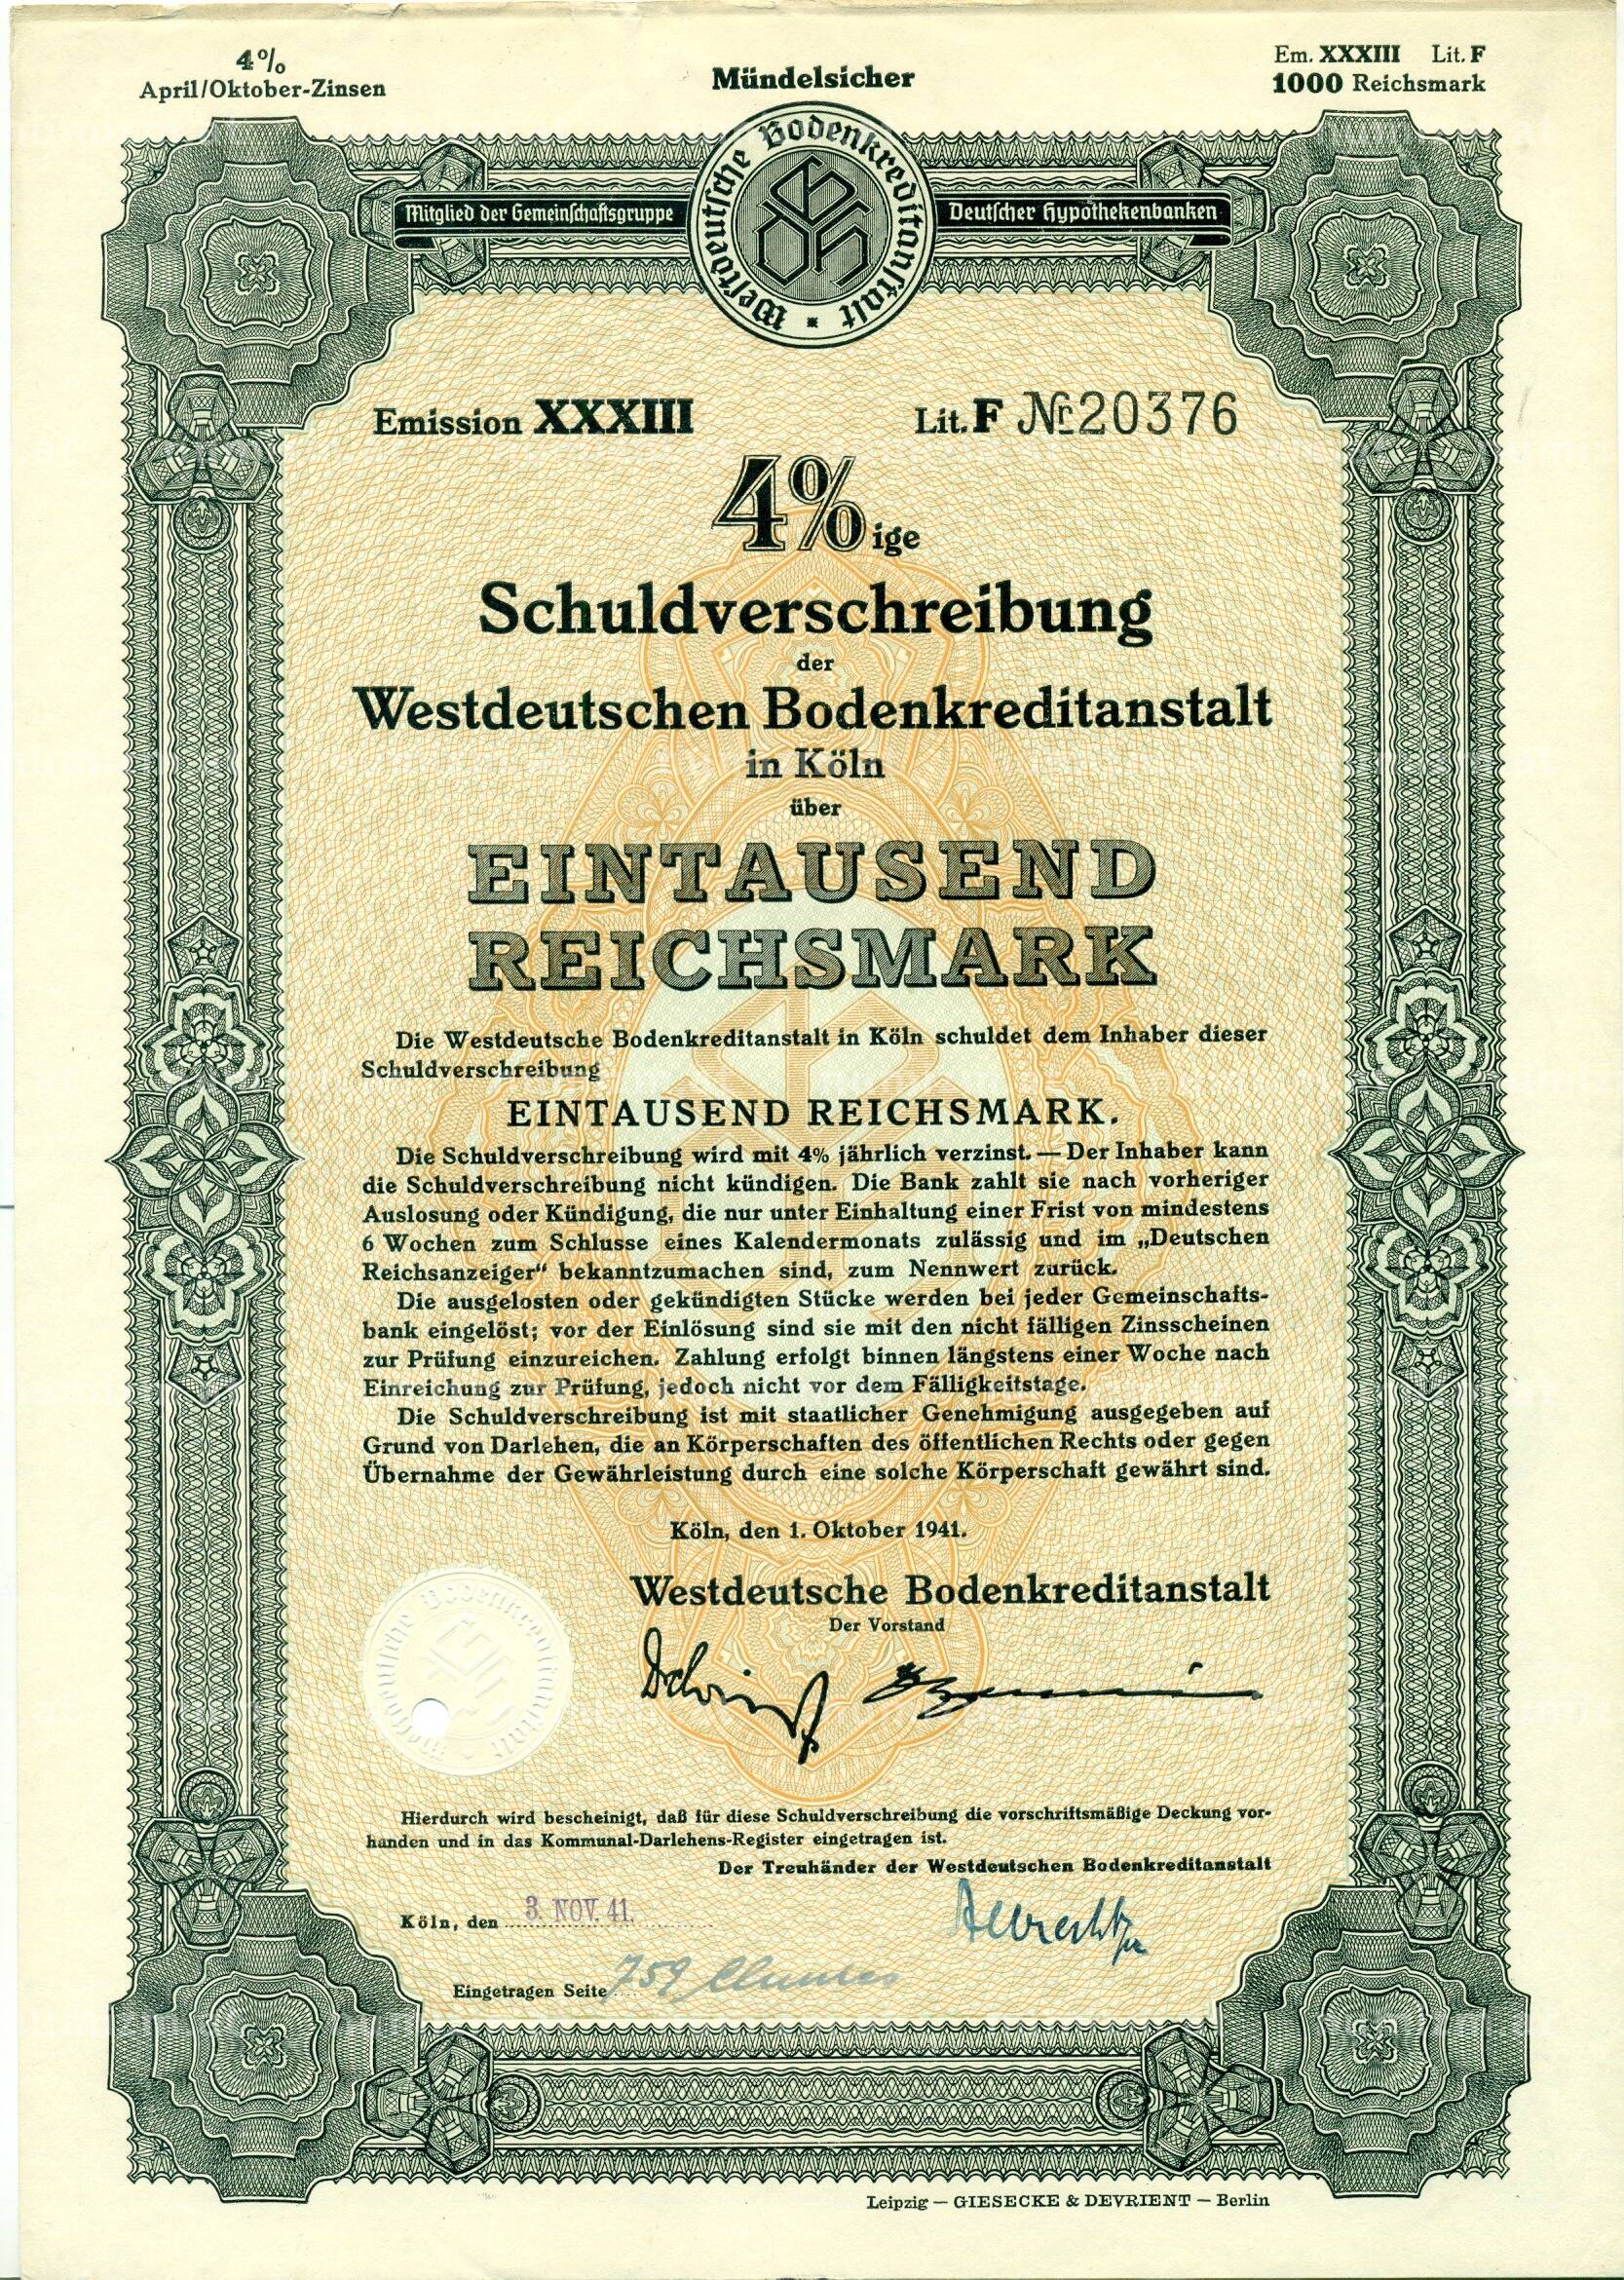 4%
April/Oktober-Zinsen
Mündelsicher
Em. XXXIII Lit. F
1000 Reichsmark
Mitglied der Gemeinschaftsgruppe
Westdeutsche Bodenkreditanstalt
Deutscher Hypothekenbanken
Emission XXXIII
Lit. F № 20376
4%ige
Schuldverschreibung
der
Westdeutschen Bodenkreditanstalt
in Köln
über
EINTAUSEND
REICHSMARK
Die Westdeutsche Bodenkreditanstalt in Köln schuldet dem Inhaber dieser
Schuldverschreibung
EINTAUSEND REICHSMARK.
Die Schuldverschreibung wird mit 4% jährlich verzinst. — Der Inhaber kann
die Schuldverschreibung nicht kündigen. Die Bank zahlt sie nach vorheriger
Auslosung oder Kündigung, die nur unter Einhaltung einer Frist von mindestens
6 Wochen zum Schlusse eines Kalendermonats zulässig und im „Deutschen
Reichsanzeiger“ bekanntzumachen sind, zum Nennwert zurück.
Die ausgelosten oder gekündigten Stücke werden bei jeder Gemeinschafts-
bank eingelöst; vor der Einlösung sind sie mit den nicht fälligen Zinsscheinen
zur Prüfung einzureichen. Zahlung erfolgt binnen längstens einer Woche nach
Einreichung zur Prüfung, jedoch nicht vor dem Fälligkeitstage.
Die Schuldverschreibung ist mit staatlicher Genehmigung ausgegeben auf
Grund von Darlehen, die an Körperschaften des öffentlichen Rechts oder gegen
Übernahme der Gewährleistung durch eine solche Körperschaft gewährt sind.
Köln, den 1. Oktober 1941.
Westdeutsche Bodenkreditanstalt
Der Vorstand
Westdeutsche Bodenkreditanstalt
Hierdurch wird bescheinigt, daß für diese Schuldverschreibung die vorschriftsmäßige Deckung vor-
handen und in das Kommunal-Darlehens-Register eingetragen ist.
Der Treuhänder der Westdeutschen Bodenkreditanstalt
Köln, den 3. NOV. 41.
Albrecht
Eingetragen Seite 759
Leipzig — GIESECKE & DEVRIENT — Berlin